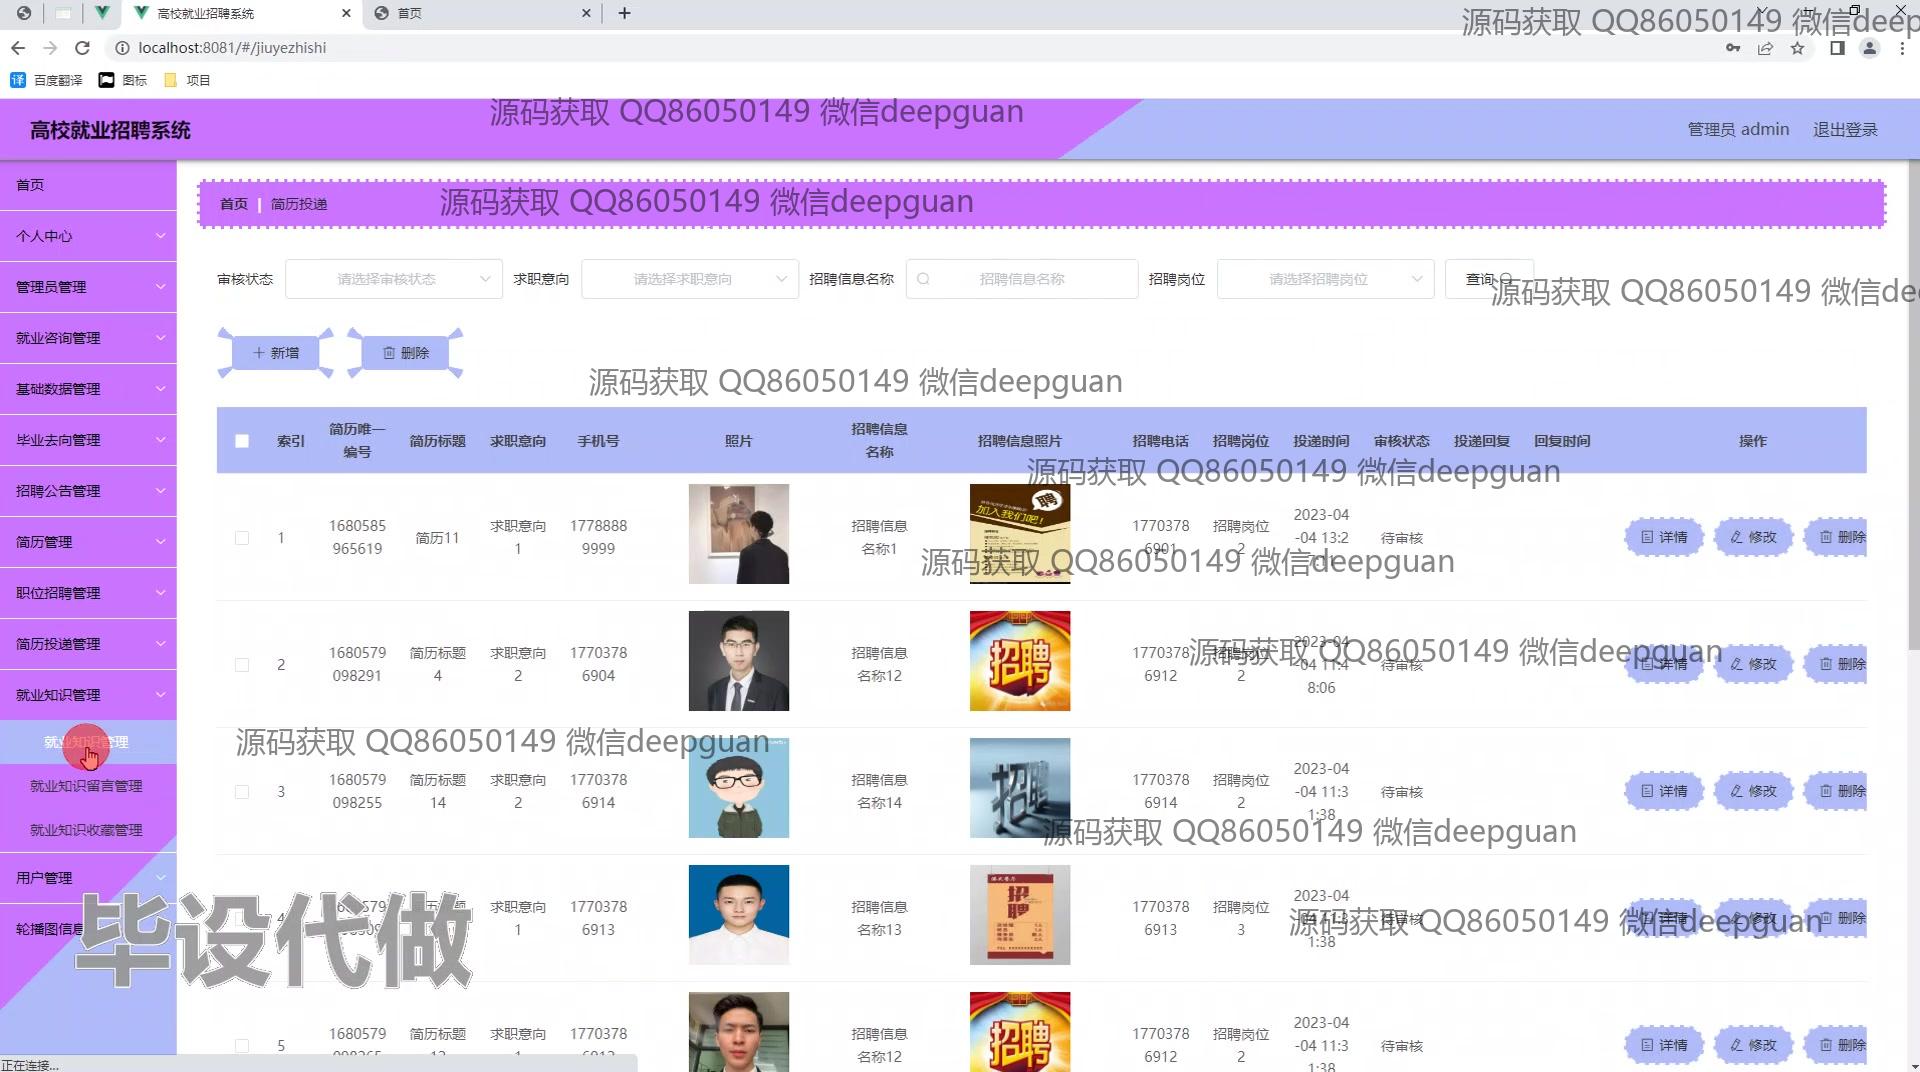 高校就业招聘系统
首页
源码获取 QQ86050149 微信deepguan
localhost:8081/#/jiuyezhishi
百度翻译 图标 项目
高校就业招聘系统
源码获取 QQ86050149 微信deepguan
管理员 admin 退出登录
首页
个人中心
管理员管理
就业咨询管理
基础数据管理
毕业去向管理
招聘公告管理
简历管理
职位招聘管理
简历投递管理
就业知识管理
就业知识管理
就业知识留言管理
就业知识收藏管理
用户管理
轮播图信息
首页 | 简历投递
源码获取 QQ86050149 微信deepguan
审核状态 请选择审核状态 求职意向 请选择求职意向 招聘信息名称 招聘信息名称 招聘岗位 请选择招聘岗位 查询
源码获取 QQ86050149 微信de
新增 删除
源码获取 QQ86050149 微信deepguan
索引 简历唯一编号 简历标题 求职意向 手机号 照片 招聘信息名称 招聘信息照片 招聘电话 招聘岗位 投递时间 审核状态 投递回复 回复时间 操作
源码获取 QQ86050149 微信deepguan
1 1680585965619 简历11 求职意向1 17788889999 招聘信息名称1 17703786901 招聘岗位2 2023-04-04 13:2 待审核 详情 修改 删除
聘
加入我们吧!
源码获取 QQ86050149 微信deepguan
2 1680579098291 简历标题4 求职意向2 17703786904 招聘信息名称12 招聘 17703786912 招聘岗位2 2023-04-04 11:48:06 待审核 详情 修改 删除
源码获取 QQ86050149 微信deepguan
源码获取 QQ86050149 微信deepguan
3 1680579098255 简历标题14 求职意向2 17703786914 招聘信息名称14 招聘 17703786914 招聘岗位2 2023-04-04 11:31:38 待审核 详情 修改 删除
源码获取 QQ86050149 微信deepguan
4 求职意向1 17703786913 招聘信息名称13 招聘 17703786913 招聘岗位3 2023-04-04 11:31:38 待审核 详情 修改 删除
源码获取 QQ86050149 微信deepguan
毕设代做
5 1680579098265 简历标题 求职意向 1770378 招聘信息名称12 招聘 17703786912 招聘岗位2 2023-04-04 11:31:38 待审核 详情 修改 删除
正在连接...